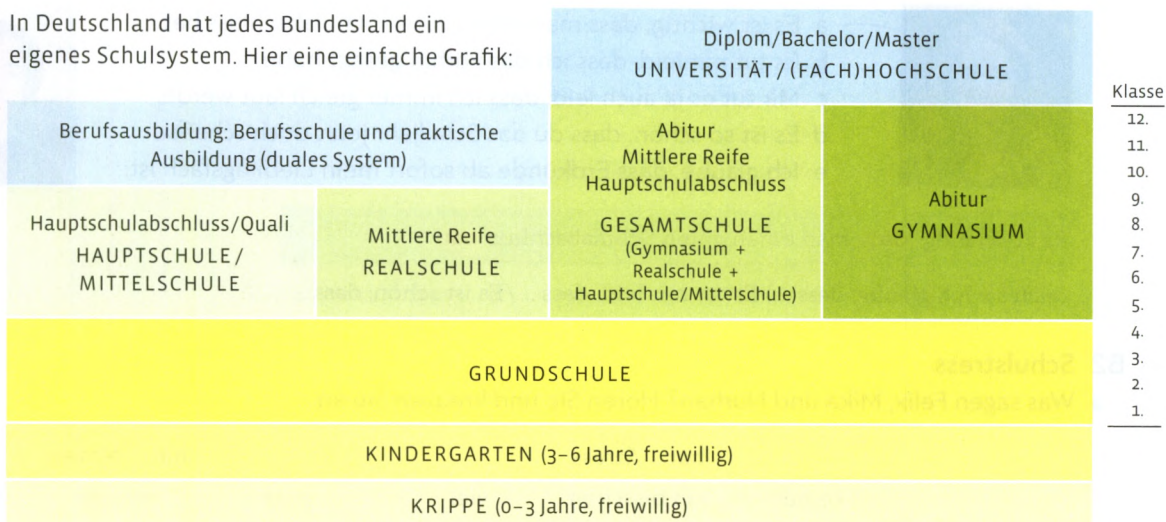 In Deutschland hat jedes Bundesland ein
eigenes Schulsystem. Hier eine einfache Grafik:
Diplom/Bachelor/Master
UNIVERSITÄT/(FACH)HOCHSCHULE
Klasse
12.
11.
10.
9.
8.
7.
6.
5.
4.
3.
2.
1.
Berufsausbildung: Berufsschule und praktische
Ausbildung (duales System)
Hauptschulabschluss/Quali
HAUPTSCHULE/
MITTELSCHULE
Mittlere Reife
REALSCHULE
Abitur
Mittlere Reife
Hauptschulabschluss
GESAMTSCHULE
(Gymnasium +
Realschule +
Hauptschule/Mittelschule)
Abitur
GYMNASIUM
GRUNDSCHULE
KINDERGARTEN (3–6 Jahre, freiwillig)
KRIPPE (0–3 Jahre, freiwillig)